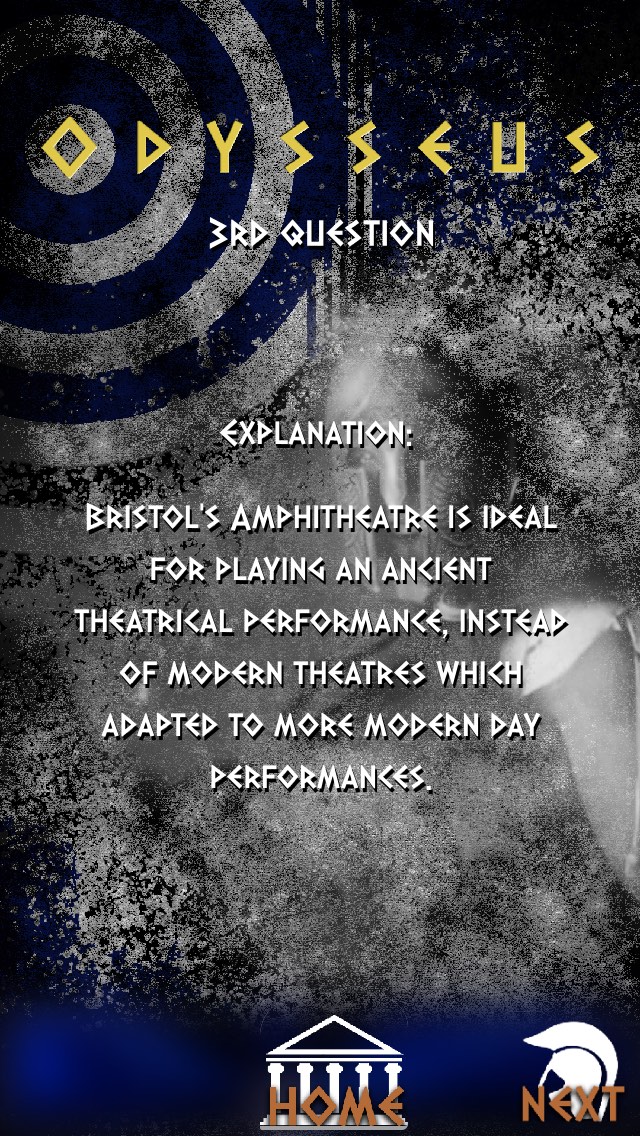 ODYSSEUS
3RD QUESTION
EXPLANATION:
BRISTOL'S AMPHITHEATRE IS IDEAL
FOR PLAYING AN ANCIENT
THEATRICAL PERFORMANCE, INSTEAD
OF MODERN THEATRES WHICH
ADAPTED TO MORE MODERN DAY
PERFORMANCES.
HOME
NEXT